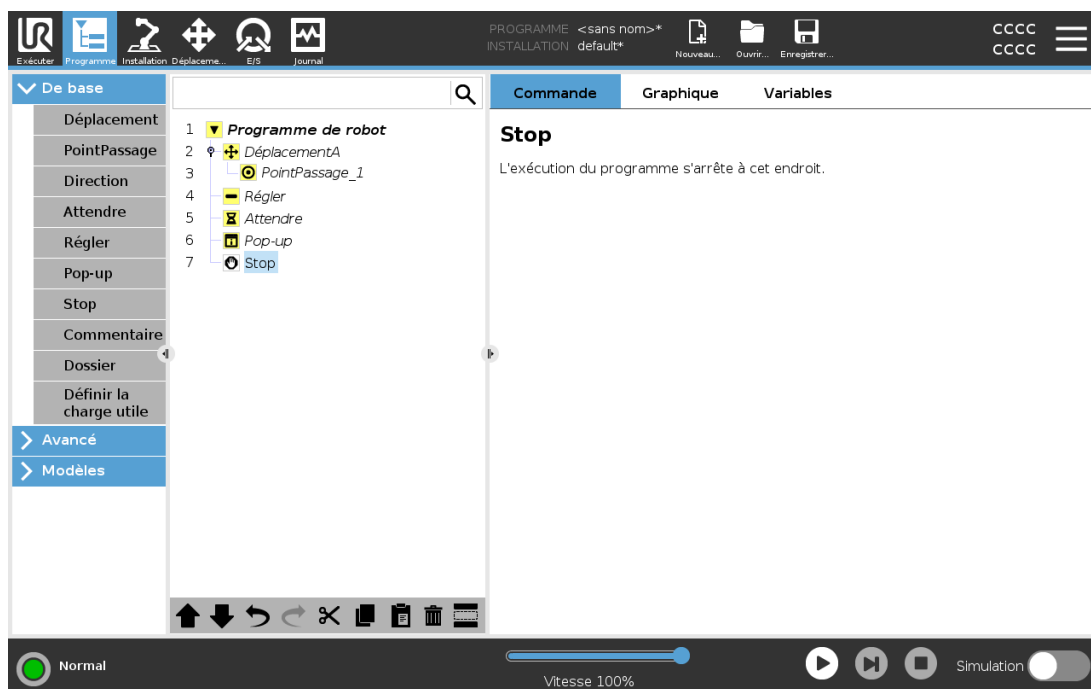 UR
PROGRAMME <sans nom>*
INSTALLATION default*
CCCC
CCCC
Exécuter Programme Installation Déplaceme... E/S Journal
Nouveau... Ouvrir... Enregistrer...
De base
Déplacement
PointPassage
Direction
Attendre
Régler
Pop-up
Stop
Commentaire
Dossier
Définir la
charge utile
Avancé
Modèles
1 Programme de robot
2 DéplacementA
3 PointPassage_1
4 Régler
5 Attendre
6 Pop-up
7 Stop
Commande Graphique Variables
Stop
L'exécution du programme s'arrête à cet endroit.
Normal
Vitesse 100%
Simulation